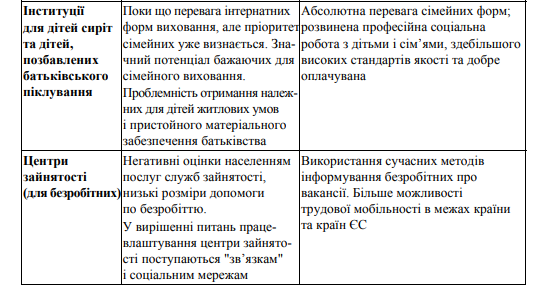 Інституції
для дітей сиріт
та дітей,
позбавлених
батьківського
піклування
Поки що перевага інтернатних
форм виховання, але пріоритет
сімейних уже визнається. Зна-
чний потенціал бажаючих для
сімейного виховання.
Проблемність отримання належ-
них для дітей житлових умов
і пристойного матеріального
забезпечення батьківства
Абсолютна перевага сімейних форм;
розвинена професійна соціальна
робота з дітьми і сім’ями, здебільшого
високих стандартів якості та добре
оплачувана
Центри
зайнятості
(для безробітних)
Негативні оцінки населенням
послуг служб зайнятості,
низькі розміри допомоги
по безробіттю.
У вирішенні питань праце-
влаштування центри зайнято-
сті поступаються "зв’язкам"
і соціальним мережам
Використання сучасних методів
інформування безробітних про
вакансії. Більше можливості
трудової мобільності в межах країни
та країн ЄС